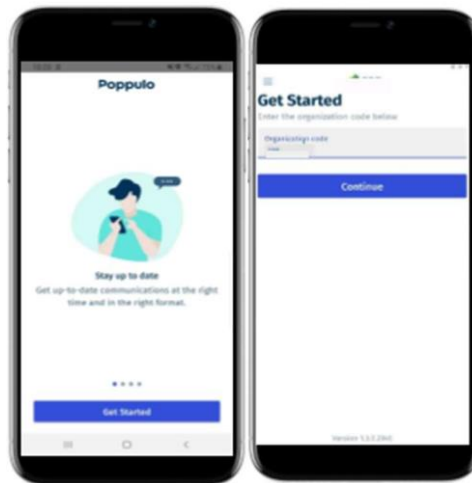 Poppulo
Stay up to date
Get up-to-date communications at the right
time and in the right format.
Get Started
Get Started
Enter the organization code below
Organization code
Continue